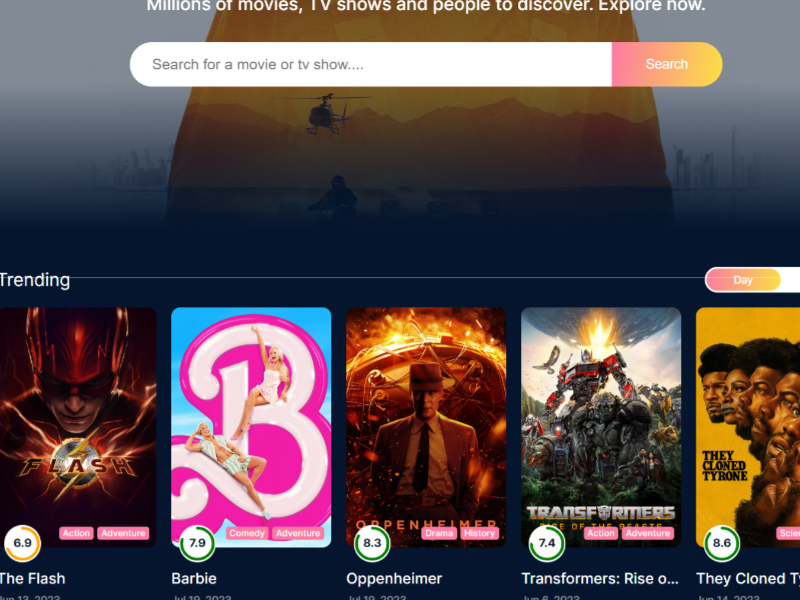 Millions of movies, TV shows and people to discover. Explore now.
Search for a movie or tv show....
Search
Trending
Day
FLASH
6.9
Action
Adventure
The Flash
Jun 13, 2023
B
7.9
Comedy
Adventure
Barbie
Jul 19, 2023
OPPENHEIMER
8.3
Drama
History
Oppenheimer
Jul 19, 2023
TRANSFORMERS
RISE OF THE BEASTS
7.4
Action
Adventure
Transformers: Rise o...
Jun 6, 2023
THEY
CLONED
TYRONE
8.6
Scien
They Cloned Ty
Jun 14, 2023